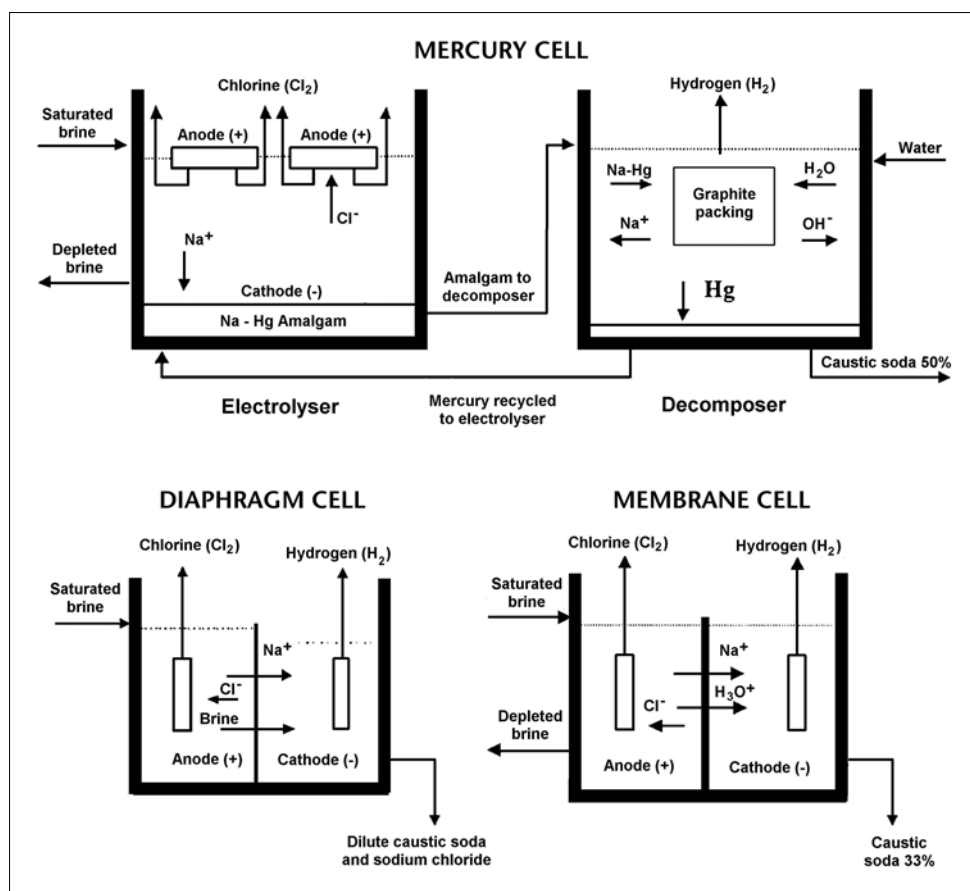 MERCURY CELL
Chlorine (Cl2)
Saturated
brine
Anode (+)
Anode (+)
Cl-
Na+
Depleted
brine
Cathode (-)
Na - Hg Amalgam
Electrolyser
Amalgam to
decomposer
Mercury recycled
to electrolyser
Hydrogen (H2)
Water
Na-Hg
H2O
Graphite
packing
Na+
OH-
Hg
Caustic soda 50%
Decomposer
DIAPHRAGM CELL
Chlorine (Cl2)
Hydrogen (H2)
Saturated
brine
Na+
Cl-
Brine
Anode (+)
Cathode (-)
Dilute caustic soda
and sodium chloride
MEMBRANE CELL
Chlorine (Cl2)
Hydrogen (H2)
Saturated
brine
Na+
H3O+
Cl-
Depleted
brine
Anode (+)
Cathode (-)
Caustic
soda 33%